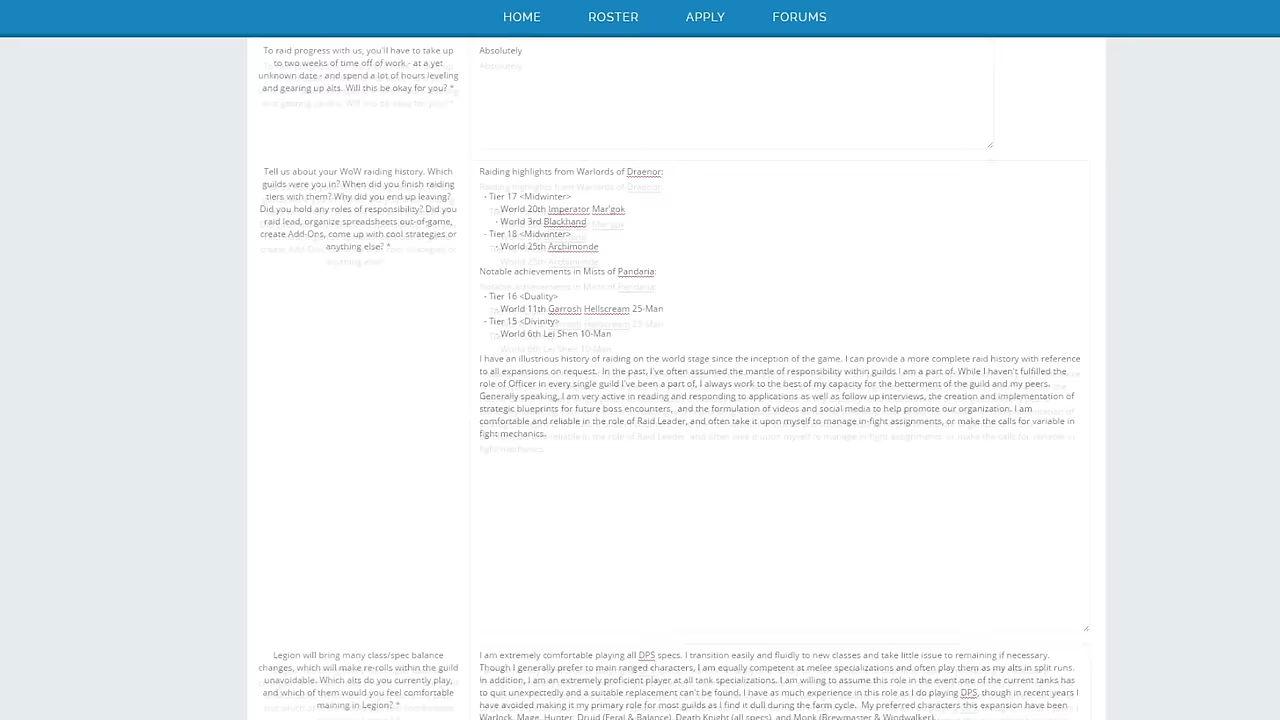 HOME ROSTER APPLY FORUMS
To raid progress with us, you'll have to take up
to two weeks of time off of work - at a yet
unknown date - and spend a lot of hours leveling
and gearing up alts. Will this be okay for you? *
Absolutely
Tell us about your WoW raiding history. Which
guilds were you in? When did you finish raiding
tiers with them? Why did you end up leaving?
Did you hold any roles of responsibility? Did you
raid lead, organize spreadsheets out-of-game,
create Add-Ons, come up with cool strategies or
anything else? *
Raiding highlights from Warlords of Draenor:
- Tier 17 <Midwinter>
- World 20th Imperator Mar'gok
- World 3rd Blackhand
- Tier 18 <Midwinter>
- World 25th Archimonde
Notable achievements in Mists of Pandaria:
- Tier 16 <Duality>
- World 11th Garrosh Hellscream 25-Man
- Tier 15 <Divinity>
- World 6th Lei Shen 10-Man
I have an illustrious history of raiding on the world stage since the inception of the game. I can provide a more complete raid history with reference
to all expansions on request. In the past, I've often assumed the mantle of responsibility within guilds I am a part of. While I haven't fulfilled the
role of Officer in every single guild I've been a part of, I always work to the best of my capacity for the betterment of the guild and my peers.
Generally speaking, I am very active in reading and responding to applications as well as follow up interviews, the creation and implementation of
strategic blueprints for future boss encounters, and the formulation of videos and social media to help promote our organization. I am
comfortable and reliable in the role of Raid Leader, and often take it upon myself to manage in-fight assignments, or make the calls for variable in
fight mechanics.
Legion will bring many class/spec balance
changes, which will make re-rolls within the guild
unavoidable. Which alts do you currently play,
and which of them would you feel comfortable
maining in Legion? *
I am extremely comfortable playing all DPS specs. I transition easily and fluidly to new classes and take little issue to remaining if necessary.
Though I generally prefer to main ranged characters, I am equally competent at melee specializations and often play them as my alts in split runs.
In addition, I am an extremely proficient player at all tank specializations. I am willing to assume this role in the event one of the current tanks has
to quit unexpectedly and a suitable replacement can't be found. I have as much experience in this role as I do playing DPS, though in recent years I
have avoided making it my primary role for most guilds as I find it dull during the farm cycle. My preferred characters this expansion have been
Warlock, Mage, Hunter, Druid (Feral & Balance), Death Knight (all specs), and Monk (Brewmaster & Windwalker).